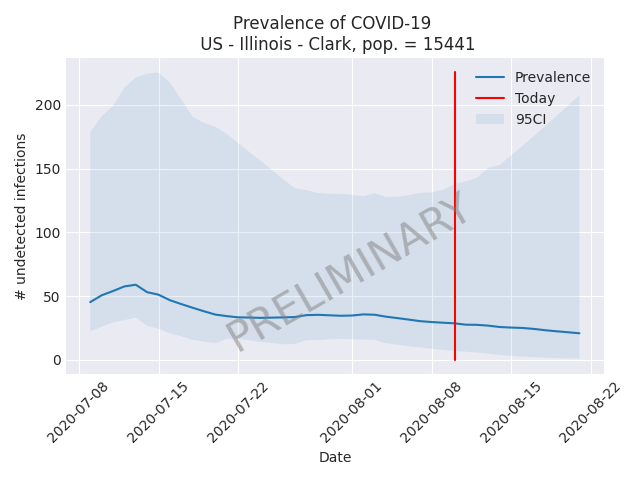 Prevalence of COVID-19
US - Illinois - Clark, pop. = 15441
Prevalence
Today
95CI
200
150
100
50
0
# undetected infections
PRELIMINARY
2020-07-08
2020-07-15
2020-07-22
2020-08-01
2020-08-08
2020-08-15
2020-08-22
Date